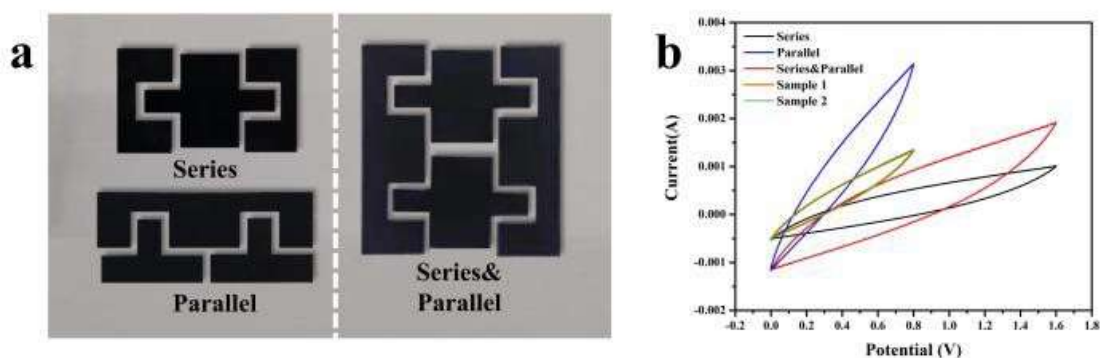 a
Series
Parallel
Series&
Parallel
b
Current(A)
0.004
0.003
0.002
0.001
0.000
-0.001
-0.002
Series
Parallel
Series&Parallel
Sample 1
Sample 2
-0.2 0.0 0.2 0.4 0.6 0.8 1.0 1.2 1.4 1.6 1.8
Potential (V)